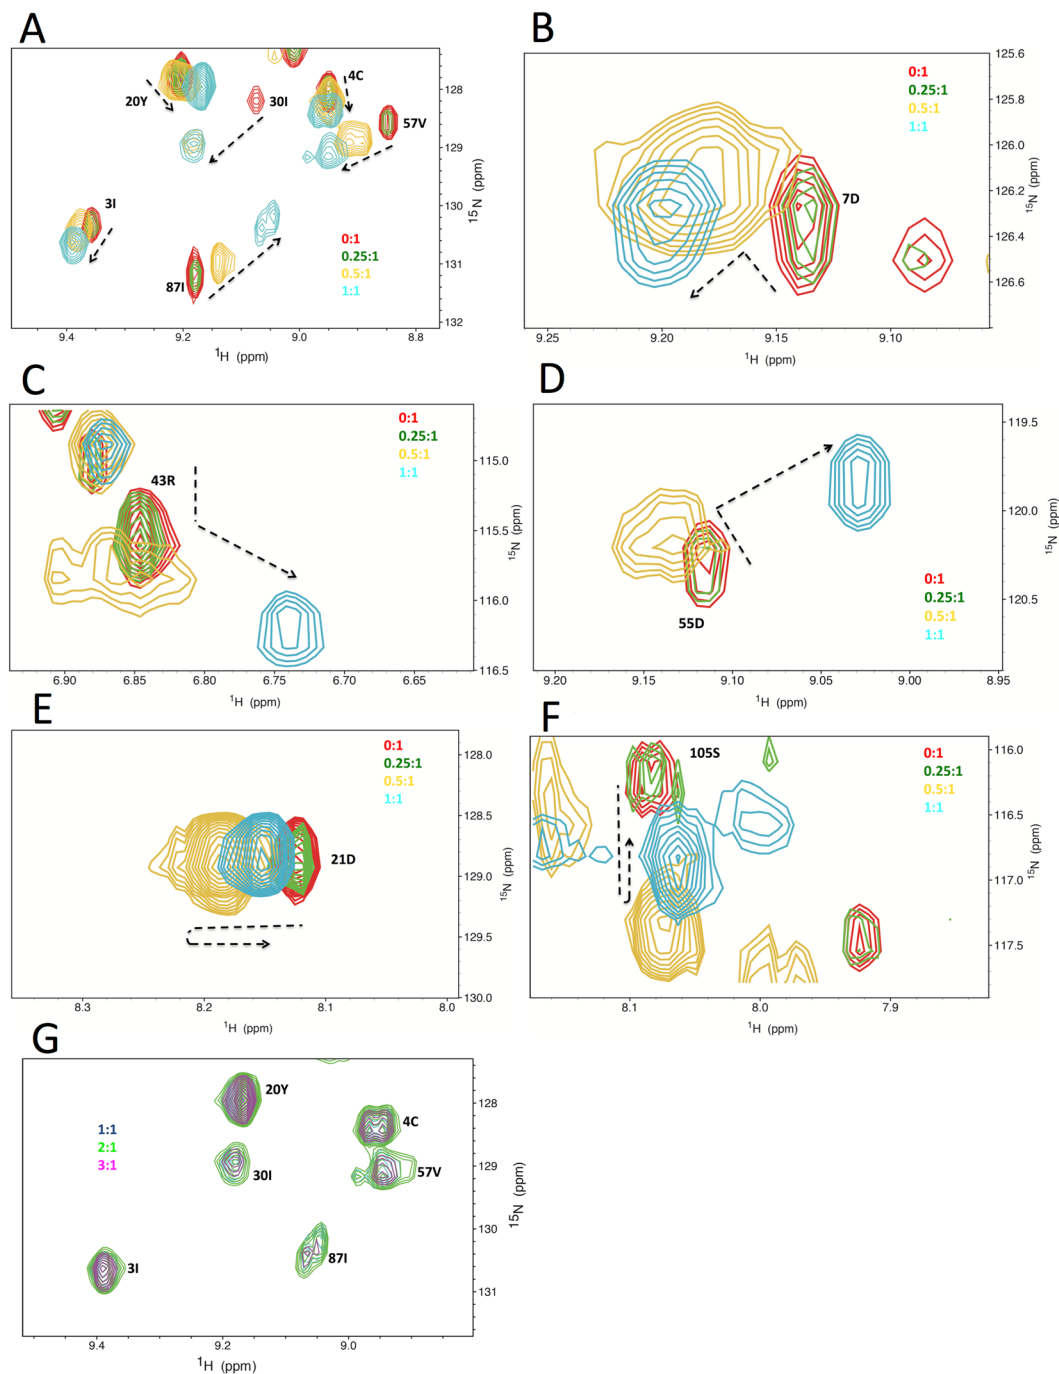 A
20Y
30I
4C
57V
3I
87I
0:1
0.25:1
0.5:1
1:1
128
129
130
131
132
15 N (ppm)
9.4
9.2
9.0
8.8
1H (ppm)
B
0:1
0.25:1
0.5:1
1:1
7D
125.6
125.8
126.0
126.2
126.4
126.6
15N (ppm)
9.25
9.20
9.15
9.10
1H (ppm)
C
0:1
0.25:1
0.5:1
1:1
43R
115.0
115.5
116.0
116.5
15N (ppm)
6.90
6.85
6.80
6.75
6.70
6.65
1H (ppm)
D
55D
0:1
0.25:1
0.5:1
1:1
119.5
120.0
120.5
15N (ppm)
9.20
9.15
9.10
9.05
9.00
8.95
1H (ppm)
E
0:1
0.25:1
0.5:1
1:1
21D
128.0
128.5
129.0
129.5
130.0
15N (ppm)
8.3
8.2
8.1
8.0
1H (ppm)
F
105S
0:1
0.25:1
0.5:1
1:1
116.0
116.5
117.0
117.5
15N (ppm)
8.1
8.0
7.9
1H (ppm)
G
20Y
4C
1:1
2:1
3:1
30I
57V
87I
3I
128
129
130
131
15N (ppm)
9.4
9.2
9.0
1H (ppm)